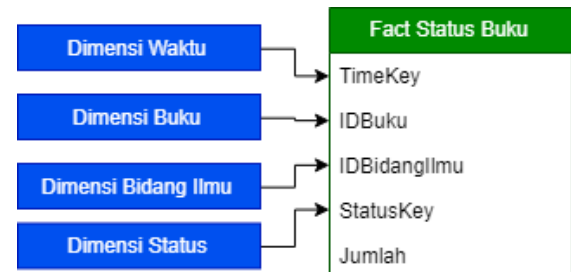 Dimensi Waktu
Dimensi Buku
Dimensi Bidang Ilmu
Dimensi Status
Fact Status Buku
TimeKey
IDBuku
IDBidangIlmu
StatusKey
Jumlah